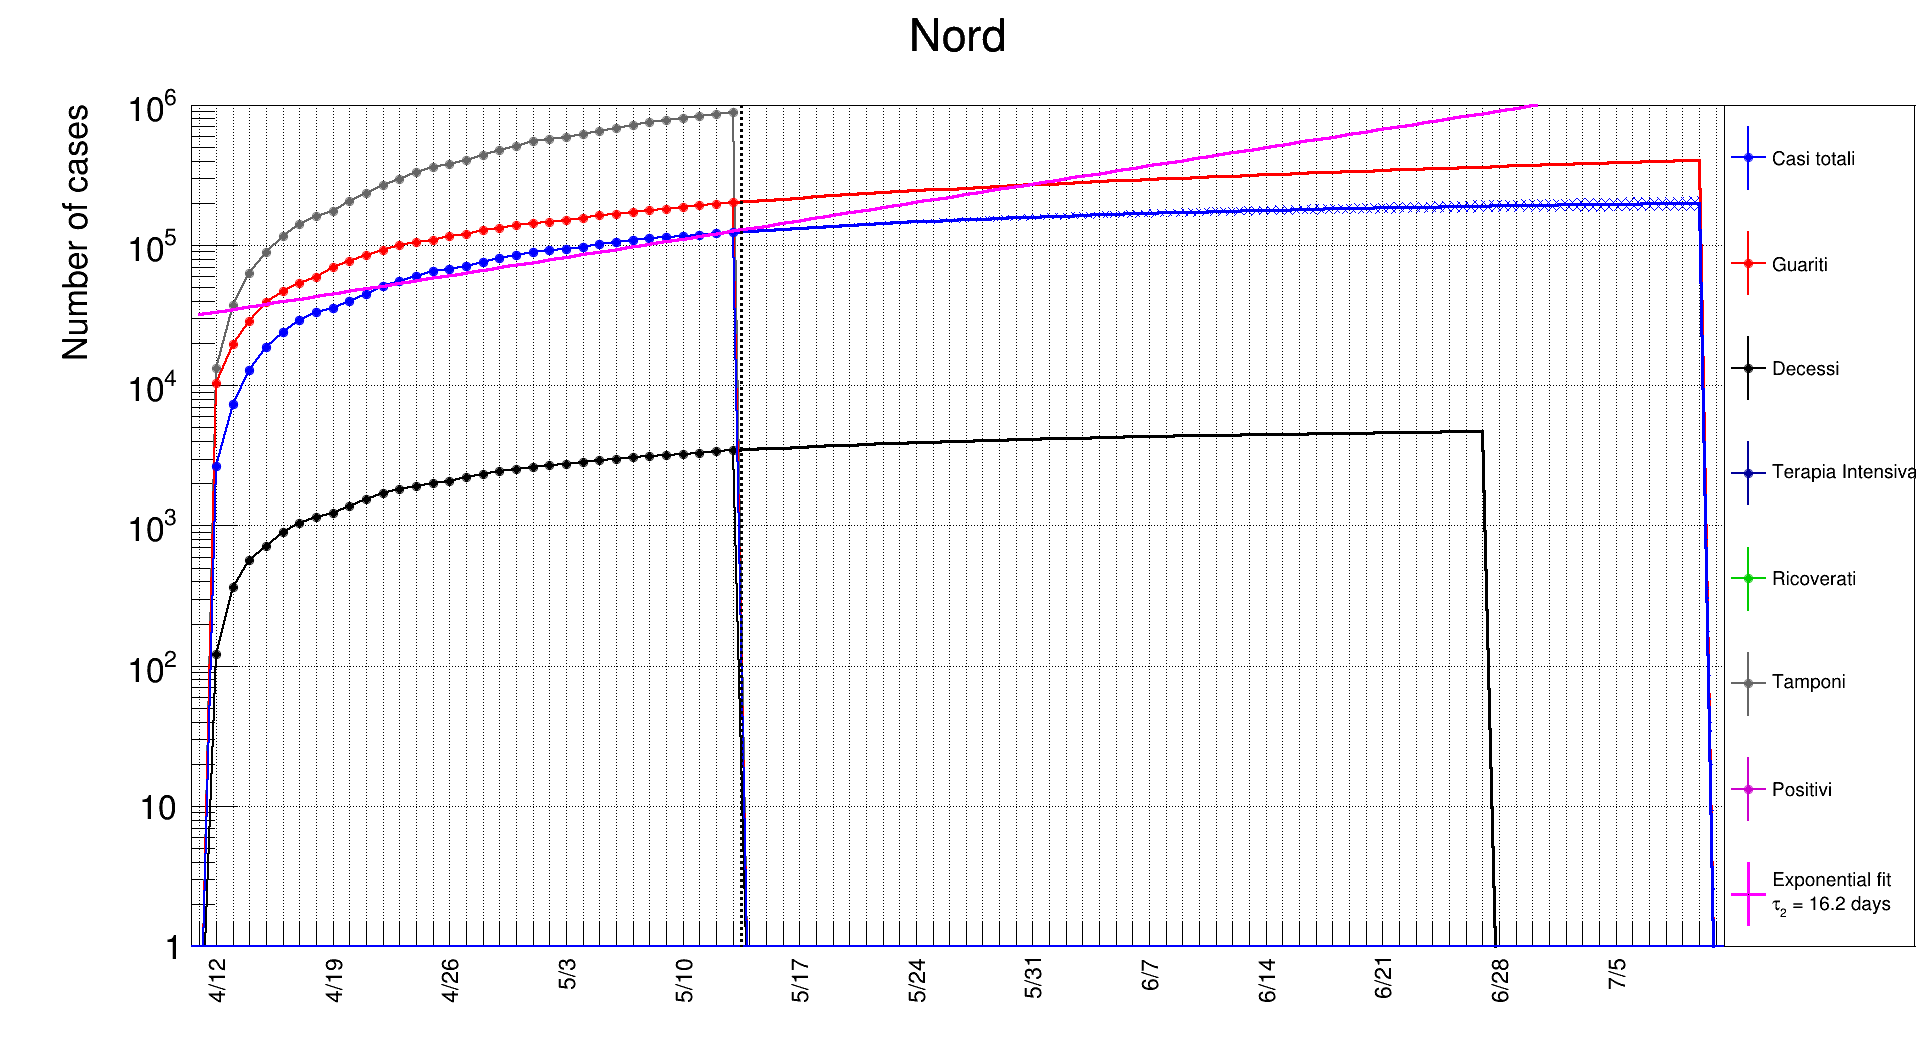 Nord
Number of cases
10^6
10^5
10^4
10^3
10^2
10
1
4/12
4/19
4/26
5/3
5/10
5/17
5/24
5/31
6/7
6/14
6/21
6/28
7/5
Casi totali
Guariti
Decessi
Terapia Intensiva
Ricoverati
Tamponi
Positivi
Exponential fit
τ_2 = 16.2 days